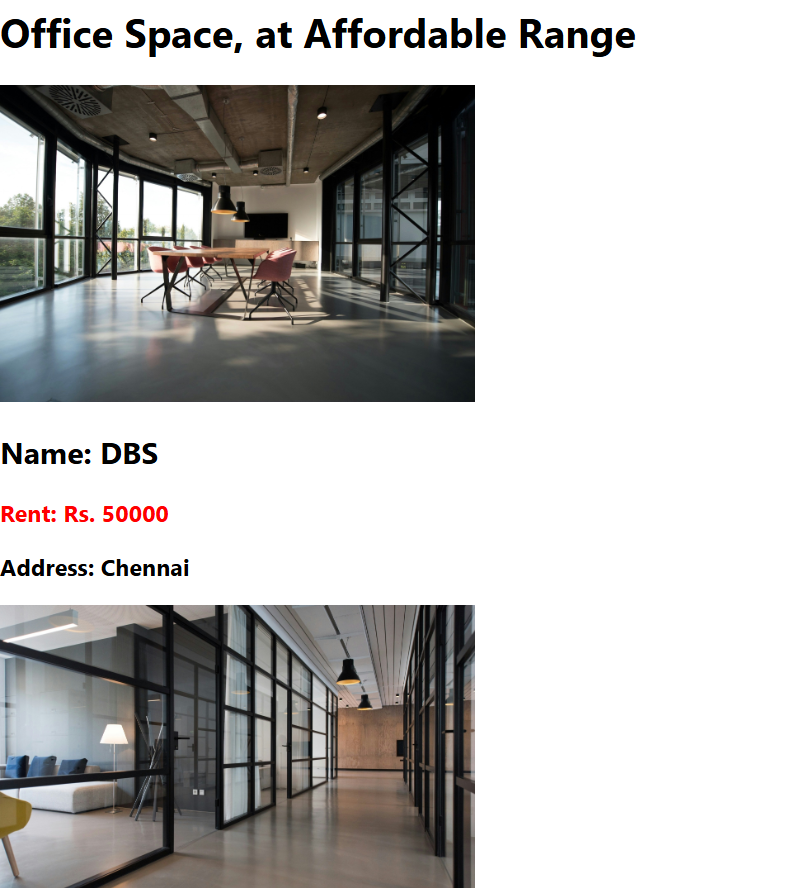 Office Space, at Affordable Range
Name: DBS
Rent: Rs. 50000
Address: Chennai